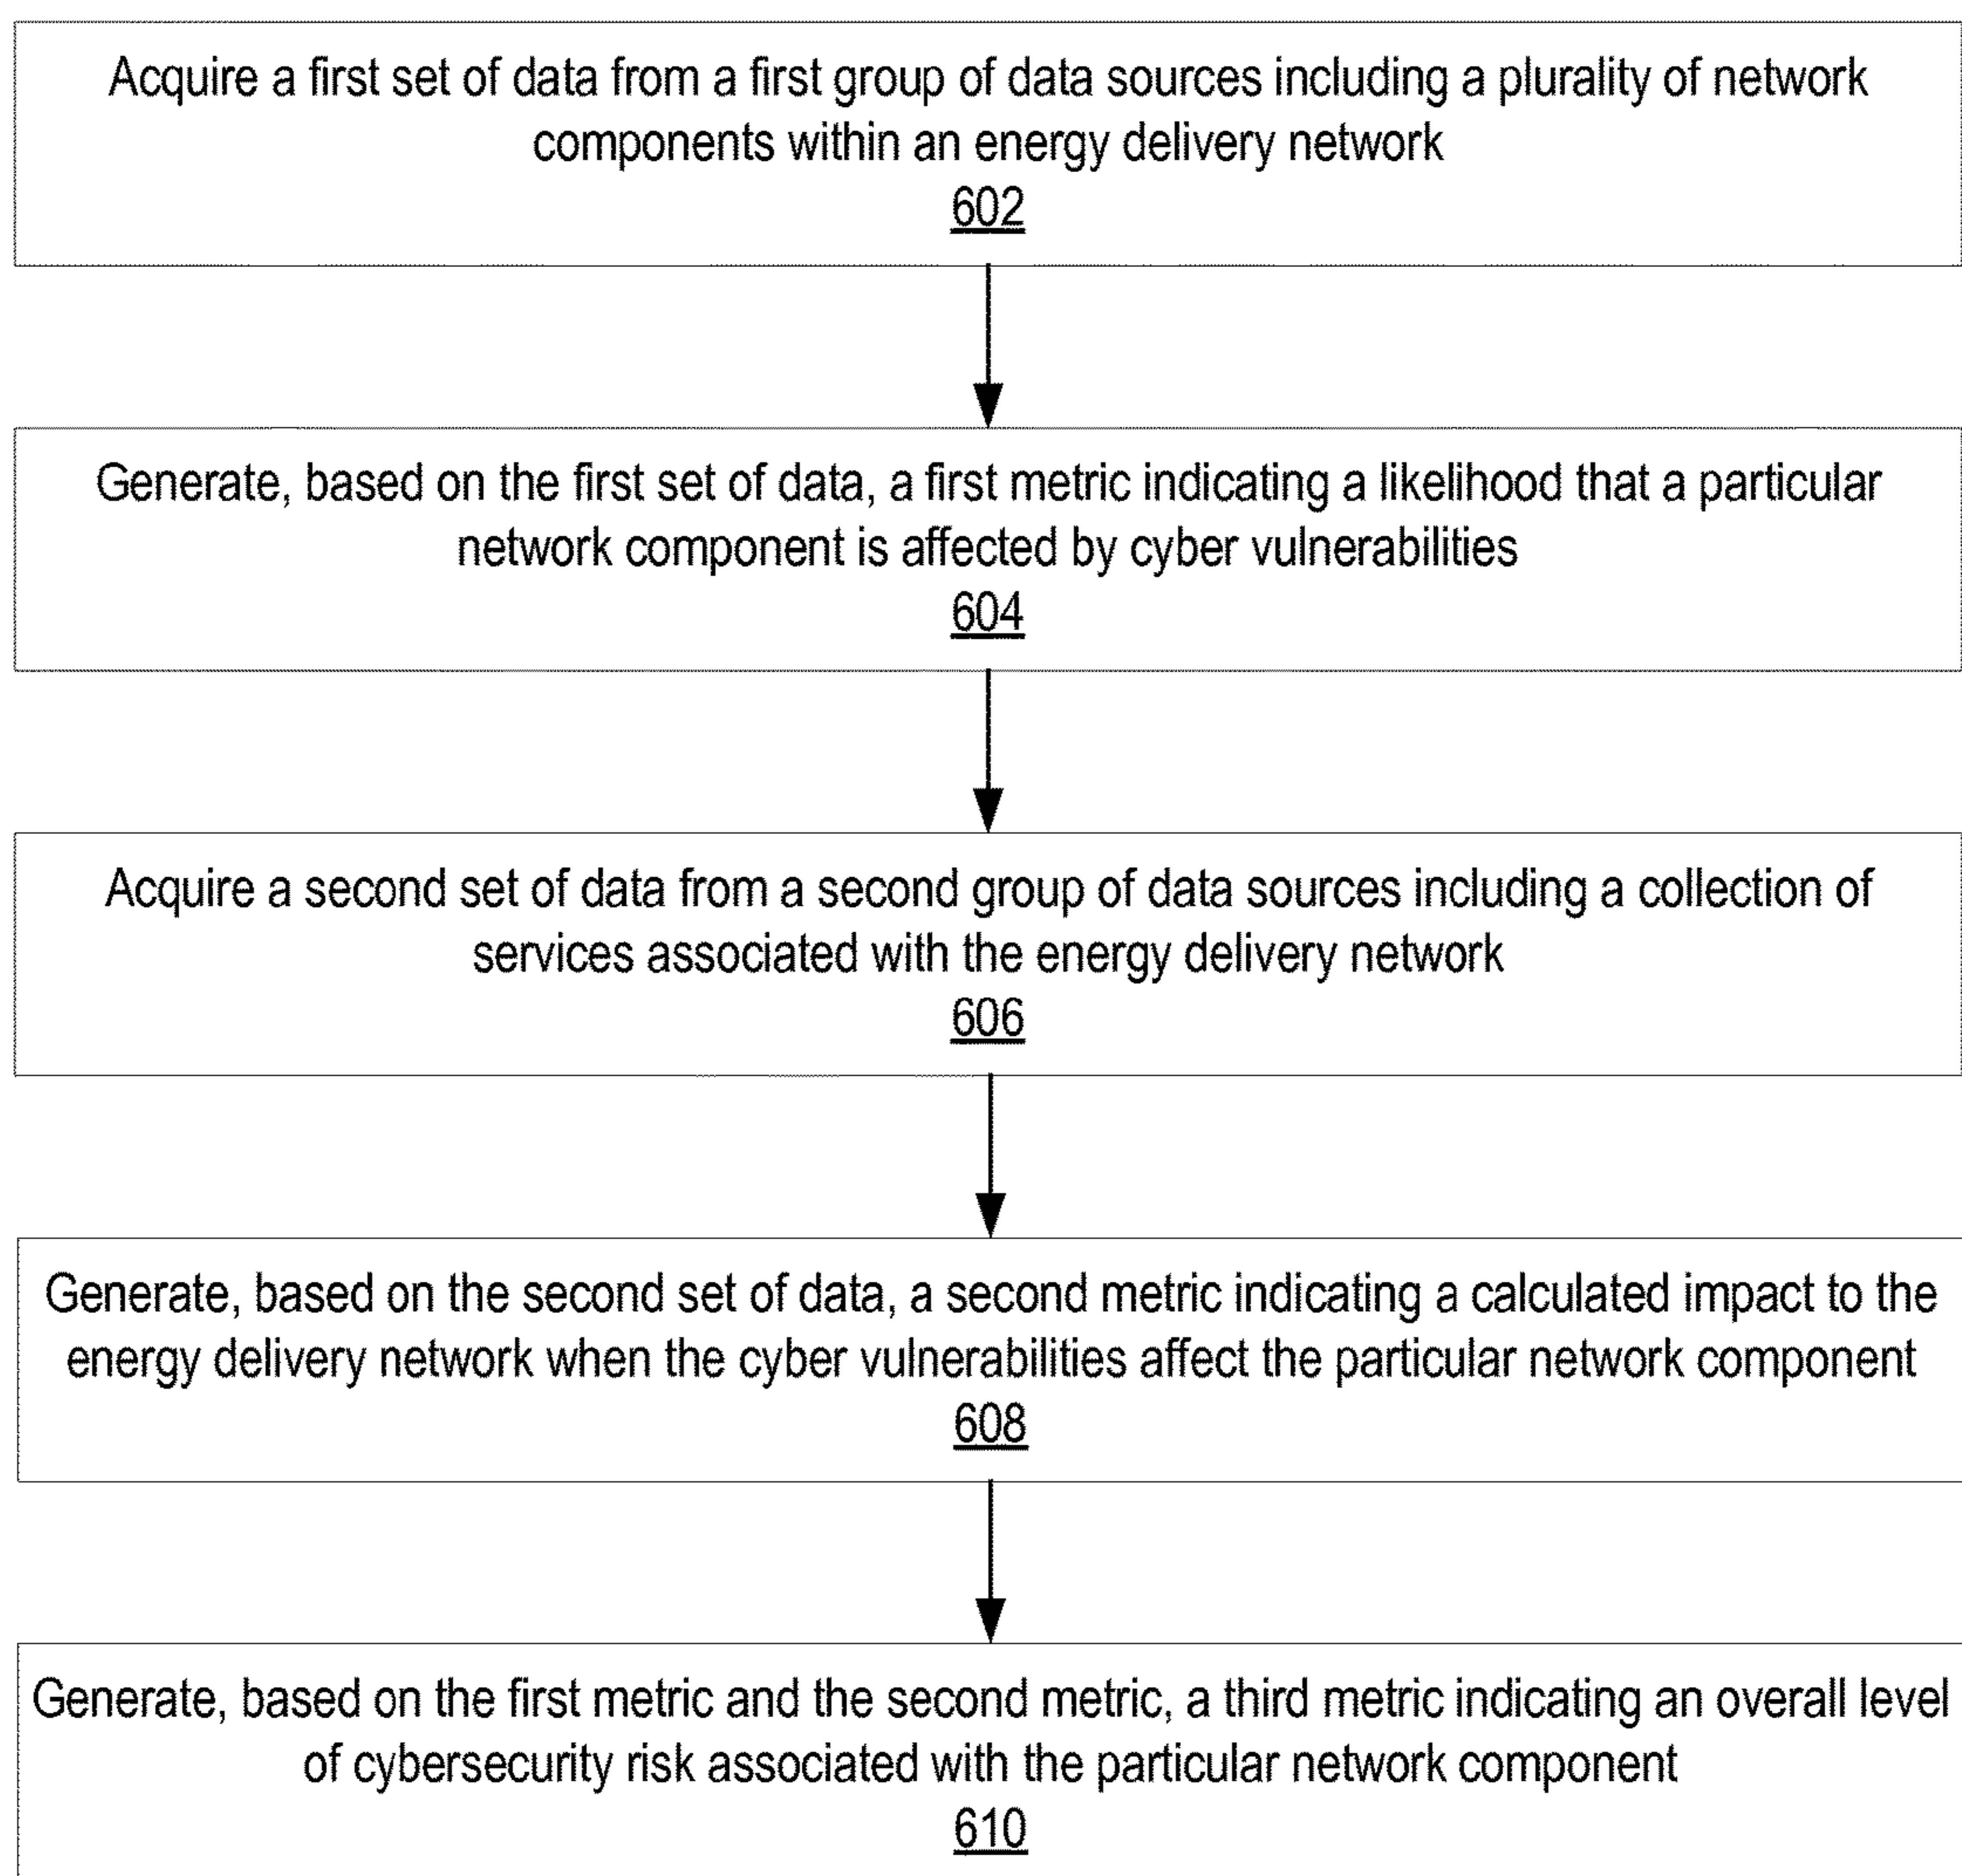 Acquire a first set of data from a first group of data sources including a plurality of network
components within an energy delivery network
602
Generate, based on the first set of data, a first metric indicating a likelihood that a particular
network component is affected by cyber vulnerabilities
604
Acquire a second set of data from a second group of data sources including a collection of
services associated with the energy delivery network
606
Generate, based on the second set of data, a second metric indicating a calculated impact to the
energy delivery network when the cyber vulnerabilities affect the particular network component
608
Generate, based on the first metric and the second metric, a third metric indicating an overall level
of cybersecurity risk associated with the particular network component
610